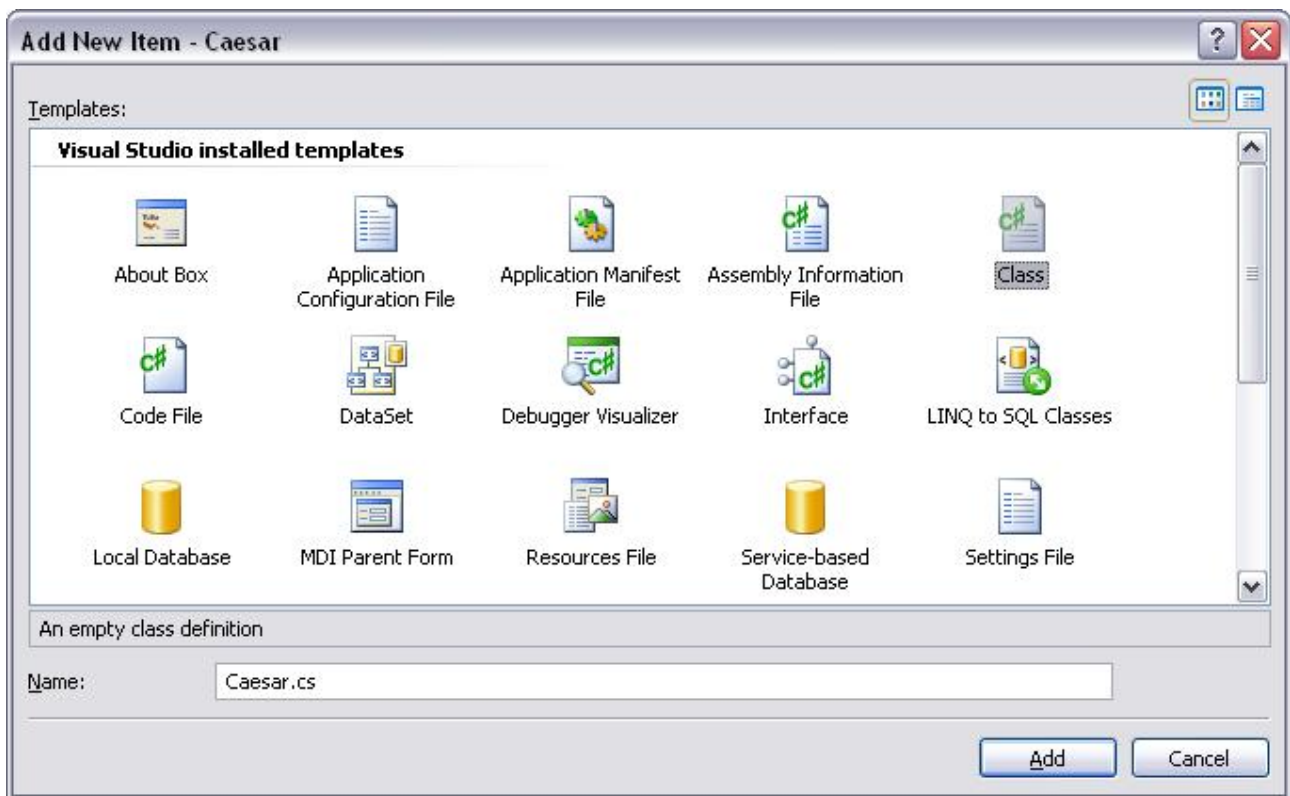 Add New Item - Caesar
Templates:
Visual Studio installed templates
About Box
Application
Configuration File
Application Manifest
File
Assembly Information
File
Class
Code File
DataSet
Debugger Visualizer
Interface
LINQ to SQL Classes
Local Database
MDI Parent Form
Resources File
Service-based
Database
Settings File
An empty class definition
Name:
Caesar.cs
Add
Cancel